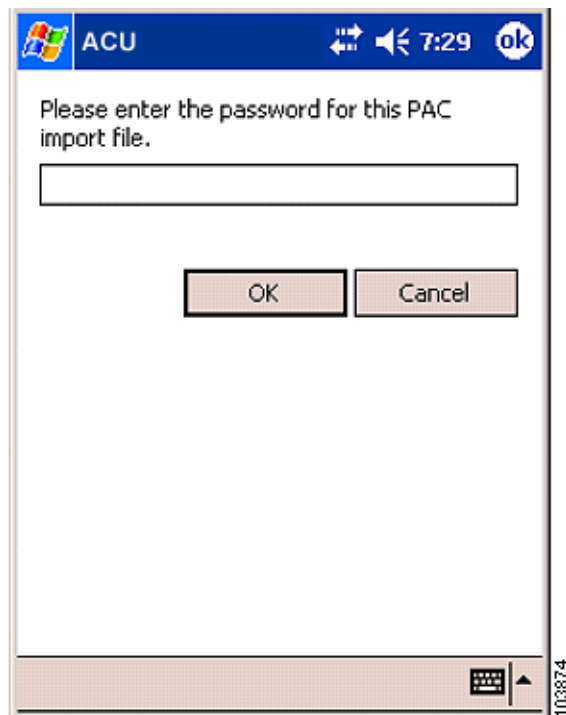 ACU 7:29 ok
Please enter the password for this PAC
import file.
OK Cancel
103874